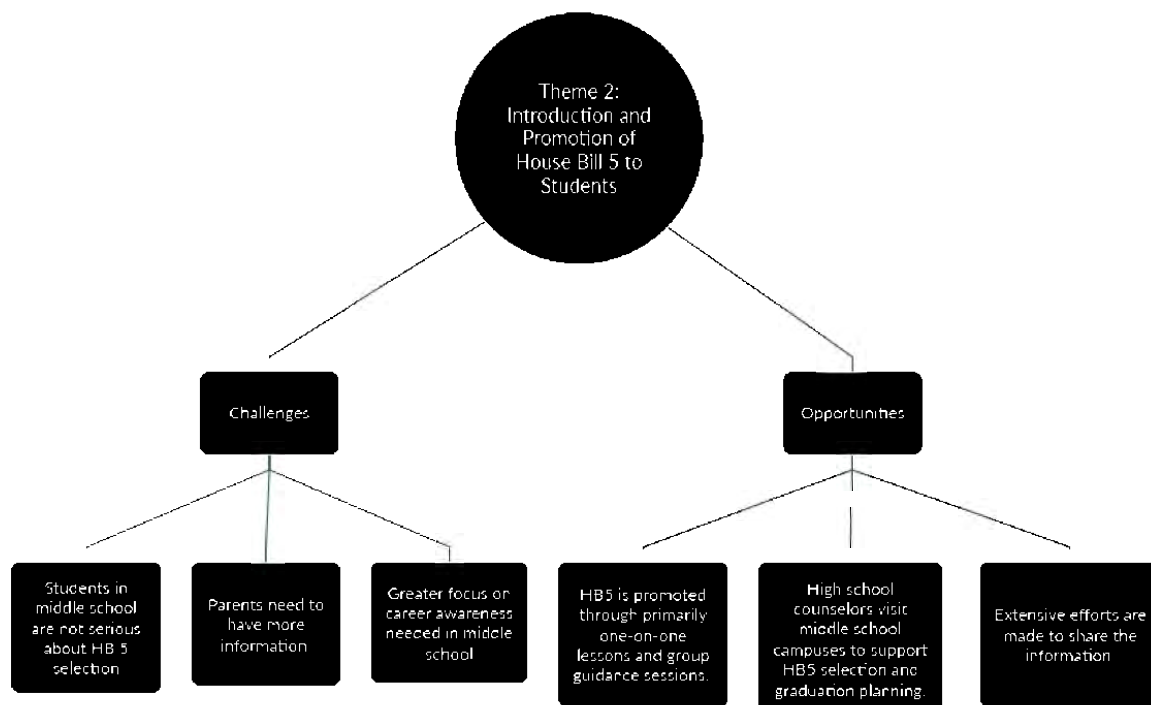 Theme 2:
Introduction and
Promotion of
House Bill 5 to
Students
Challenges
Opportunities
Students in
middle school
are not serious
about HB 5
selection
Parents need to
have more
information
Greater focus on
career awareness
needed in middle
school
HB5 is promoted
through primarily
one-on-one
lessons and group
guidance sessions.
High school
counselors visit
middle school
campuses to support
HB5 selection and
graduation planning.
Extensive efforts are
made to share the
information